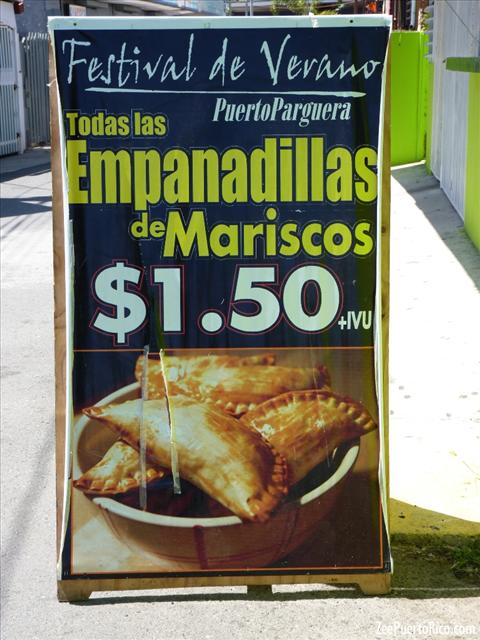 Festival de Verano
PuertoParguera
Todas las
Empanadillas
de Mariscos
$1.50 +IVU
ZeePuertoRico.com